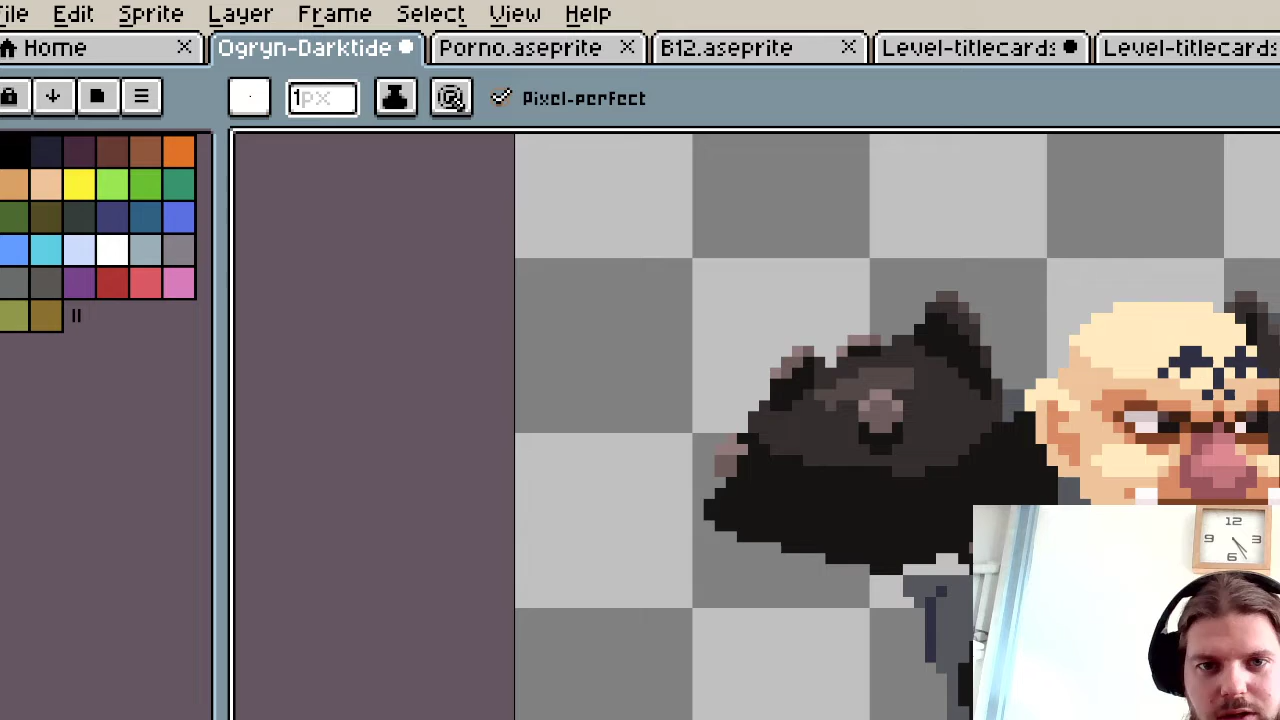 File Edit Sprite Layer Frame Select View Help
Home Ogryn-Darktide Porno.aseprite B12.aseprite Level-titlecards Level-titlecards
1px Pixel-perfect
12
9 3
6